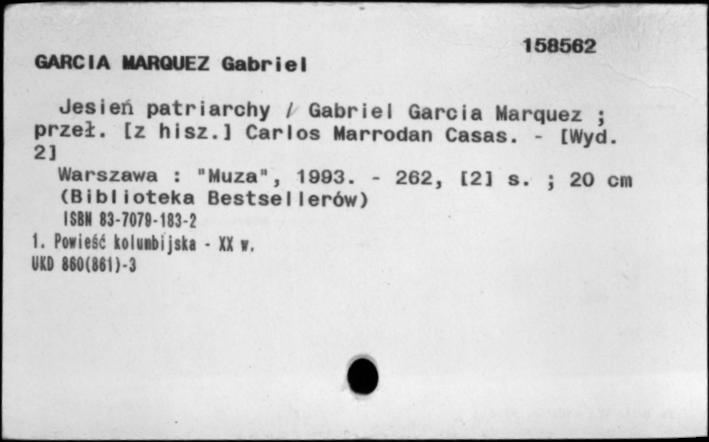 158562
GARCIA MARQUEZ Gabriel
Jesień patriarchy / Gabriel Garcia Marquez ;
przeł. [z hisz.] Carlos Marrodan Casas. - [Wyd.
2]
Warszawa : "Muza", 1993. - 262, [2] s. ; 20 cm
(Biblioteka Bestsellerów)
ISBN 83-7079-183-2
1. Powieść kolumbijska - XX w.
UKD 860(861)-3